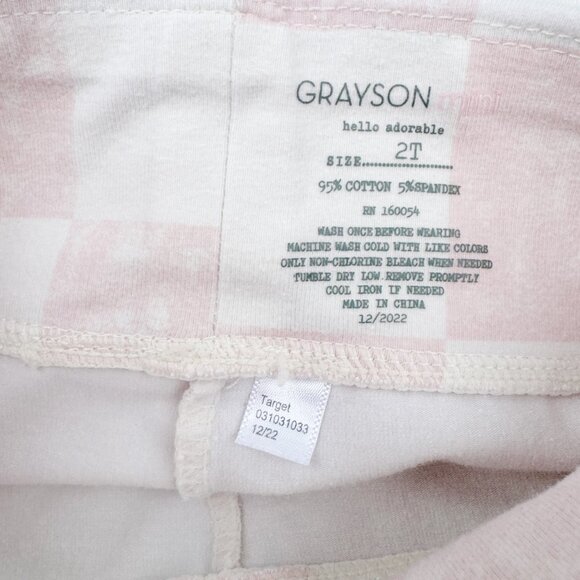 GRAYSON mini
hello adorable
SIZE..............2T......
95% COTTON 5%SPANDEX
RN 160054
WASH ONCE BEFORE WEARING
MACHINE WASH COLD WITH LIKE COLORS
ONLY NON-CHLORINE BLEACH WHEN NEEDED
TUMBLE DRY LOW.REMOVE PROMPTLY
COOL IRON IF NEEDED
MADE IN CHINA
12/2022
Target
031031033
12/22